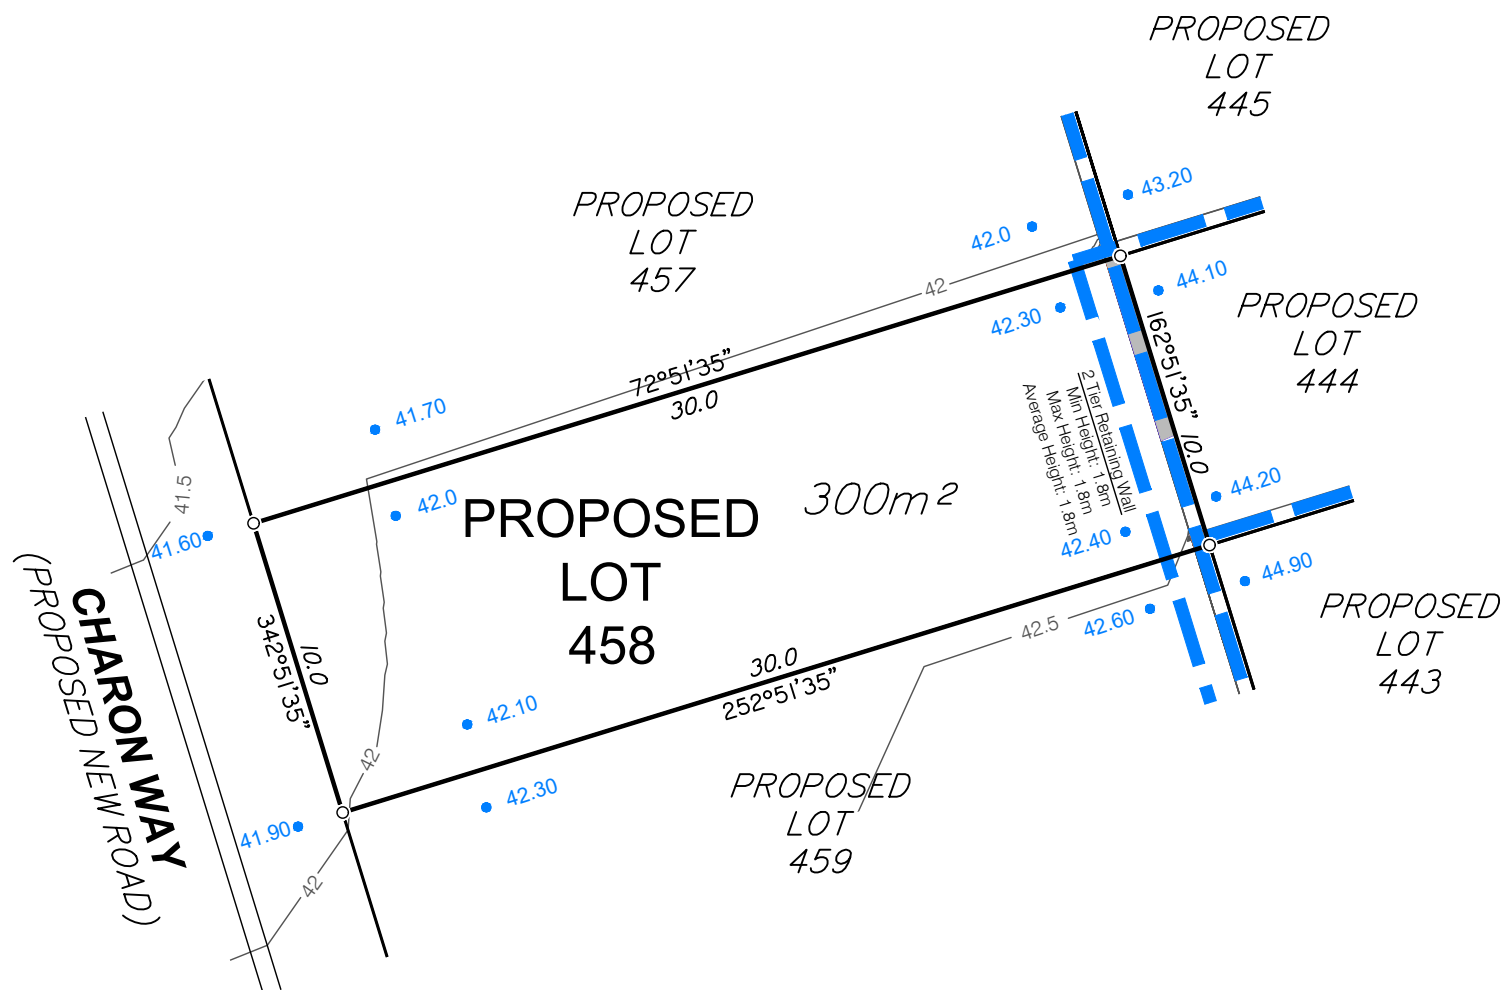 PROPOSED
LOT
445
43.20
PROPOSED
LOT
457
42.0
42
44.10
42.30
PROPOSED
LOT
444
72°51'35"
30.0
162°51'35"
10.0
41.70
2 Tier Retaining Wall
Min Height: 1.8m
Max Height: 1.8m
Average Height: 1.8m
41.5
42.0
PROPOSED
LOT
458
300m²
44.20
41.60
42.40
44.90
CHARON WAY
(PROPOSED NEW ROAD)
342°51'35"
10.0
42.60
42.5
PROPOSED
LOT
443
30.0
252°51'35"
42.10
42
42.30
PROPOSED
LOT
459
41.90
42